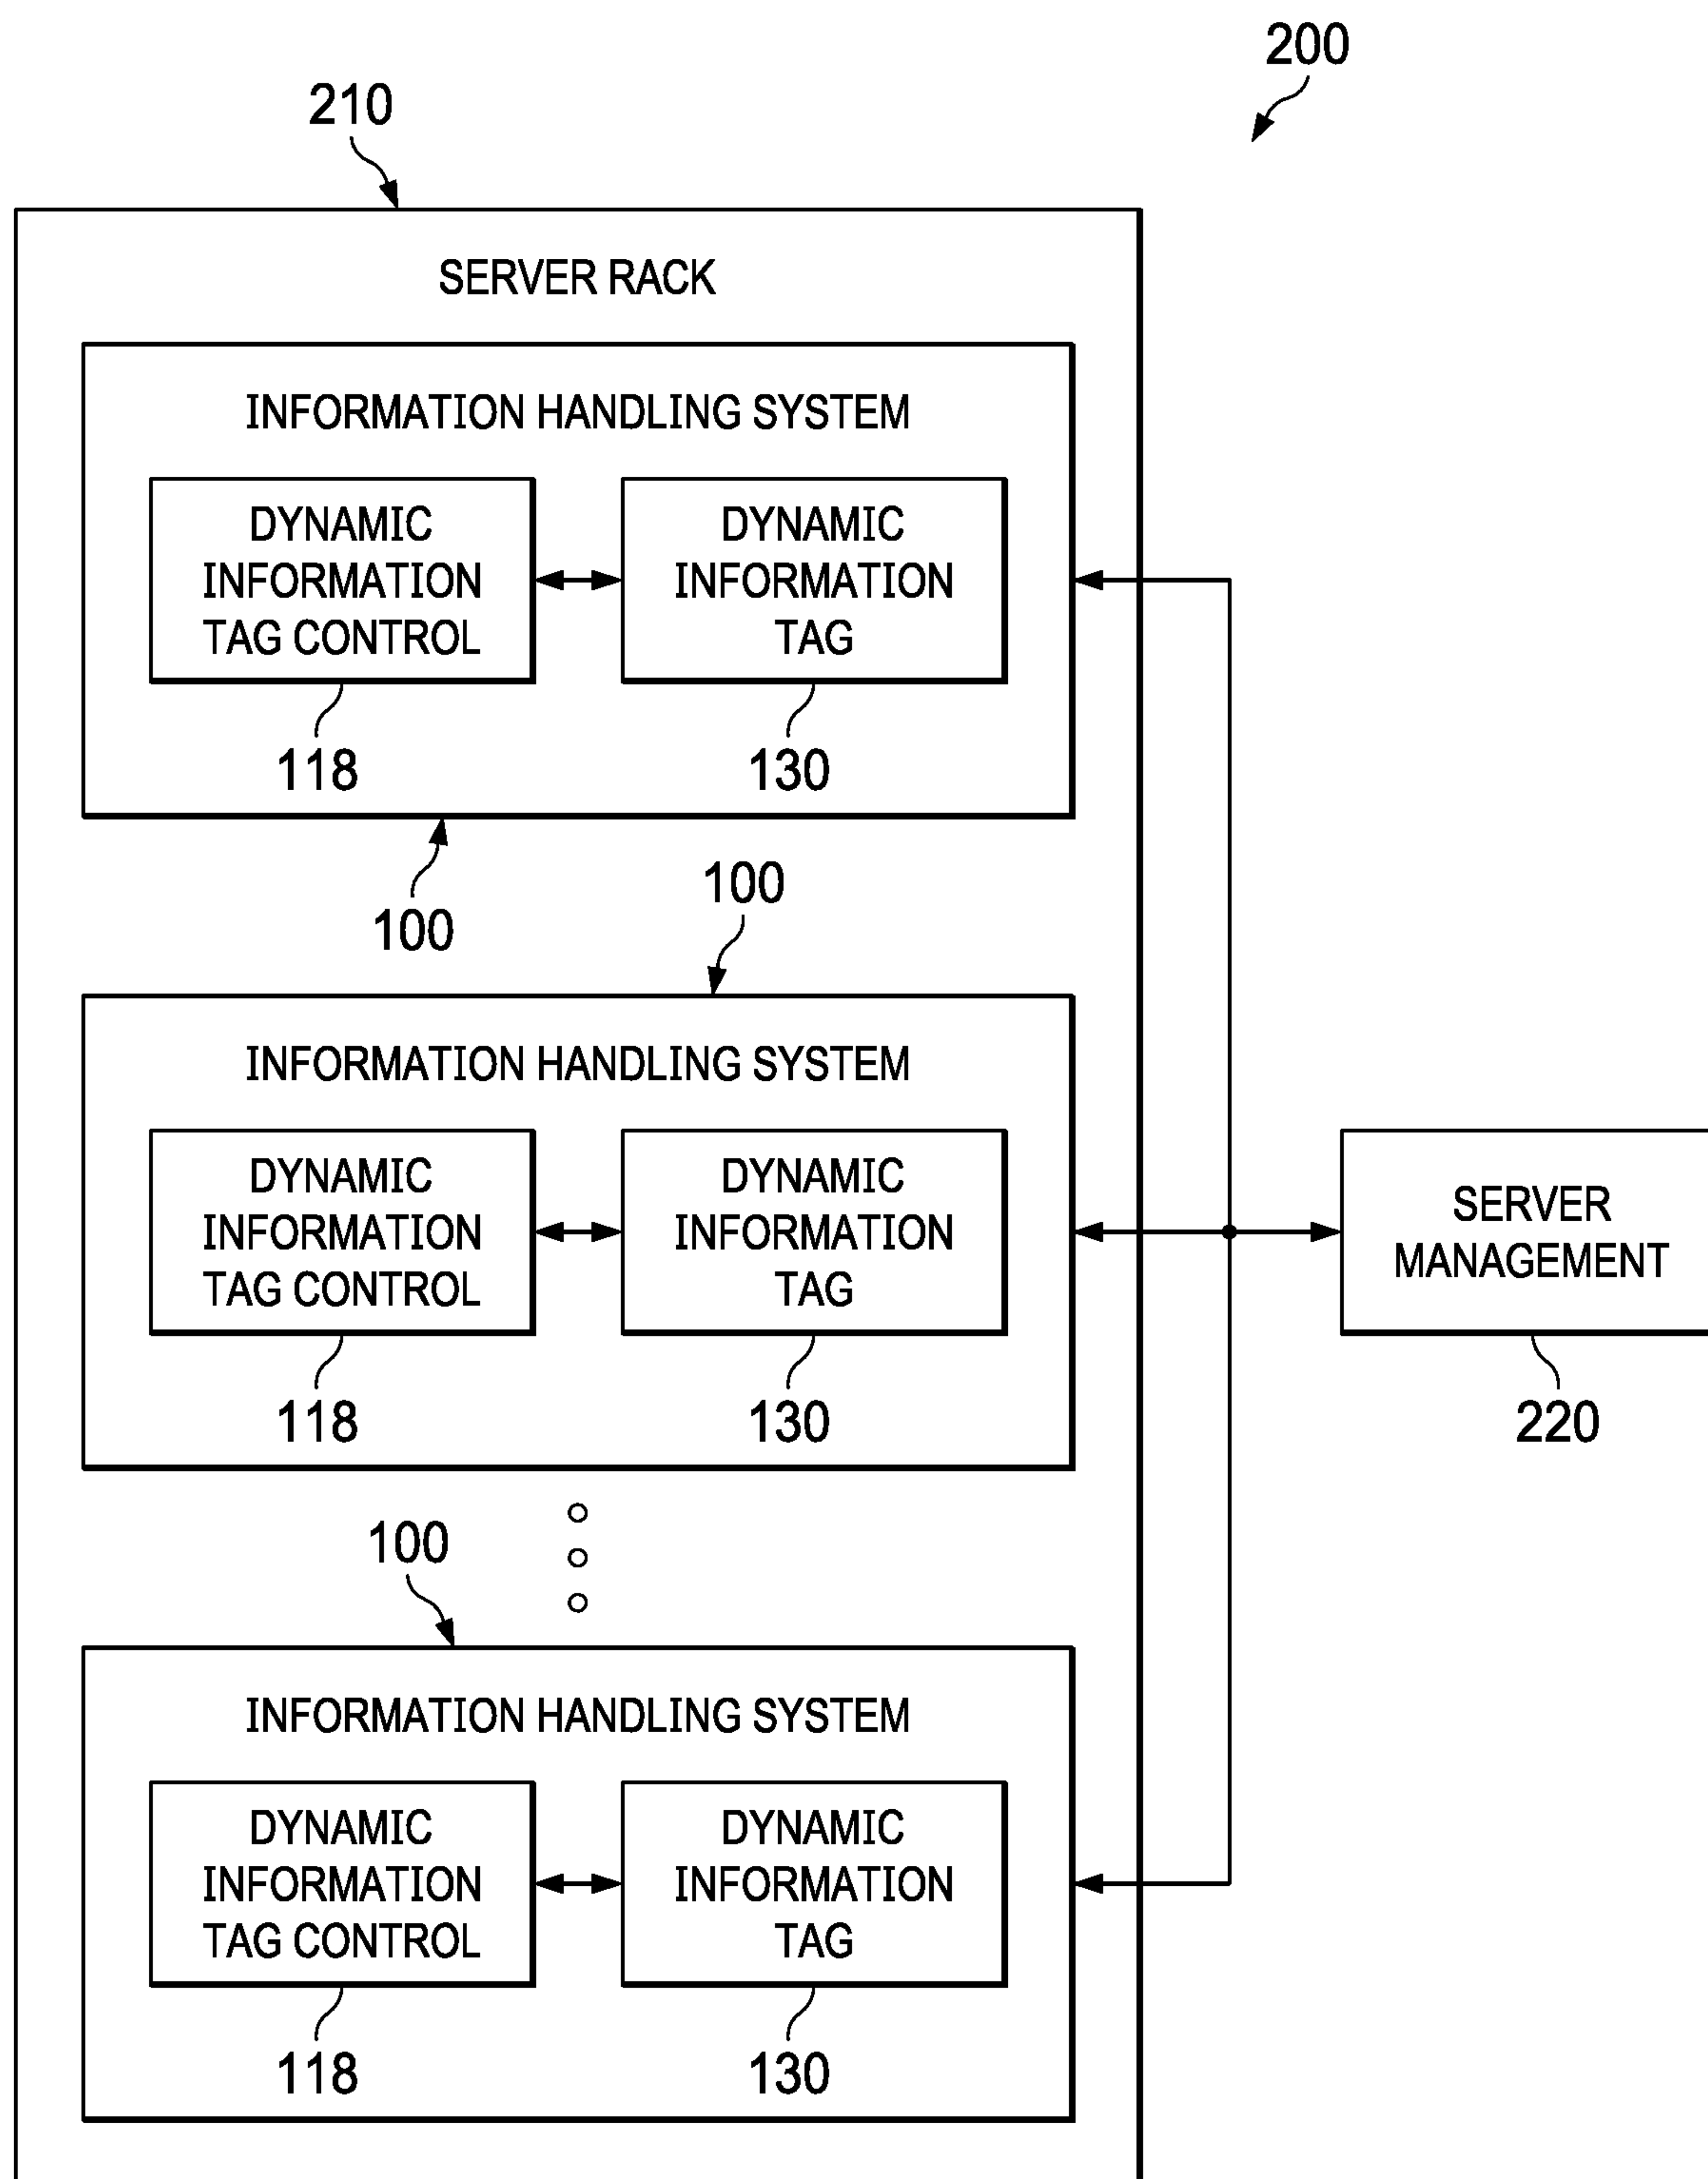 200
210
SERVER RACK
INFORMATION HANDLING SYSTEM
DYNAMIC
INFORMATION
TAG CONTROL
DYNAMIC
INFORMATION
TAG
118
130
100
100
INFORMATION HANDLING SYSTEM
DYNAMIC
INFORMATION
TAG CONTROL
DYNAMIC
INFORMATION
TAG
118
130
SERVER
MANAGEMENT
220
100
INFORMATION HANDLING SYSTEM
DYNAMIC
INFORMATION
TAG CONTROL
DYNAMIC
INFORMATION
TAG
118
130